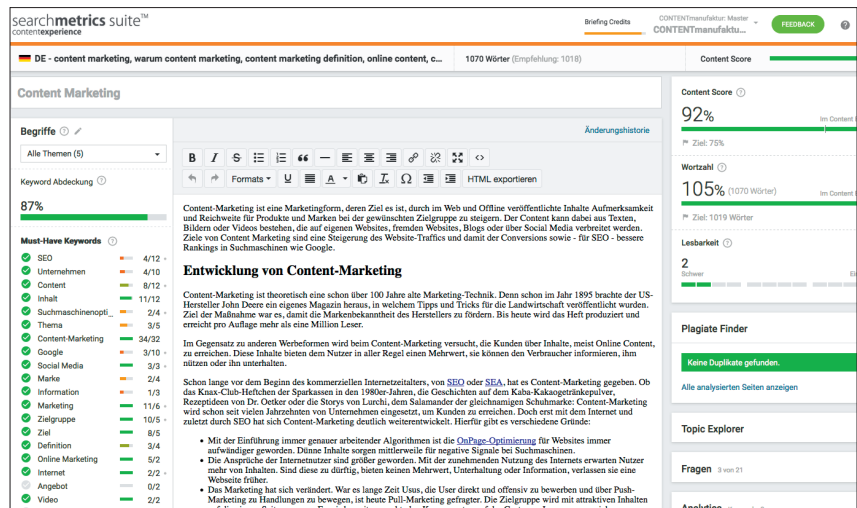 searchmetrics suite™
contentexperience
Briefing Credits
CONTENTmanufaktur: Master
CONTENTmanufaktu...
FEEDBACK
?
DE - content marketing, warum content marketing, content marketing definition, online content, c...
1070 Wörter (Empfehlung: 1018)
Content Score
Content Marketing
Begriffe ?
Alle Themen (5)
Keyword Abdeckung ?
87%
Must-Have Keywords ?
SEO 4/12
Unternehmen 4/10
Content 8/12
Inhalt 11/12
Suchmaschinenopti_ 2/4
Thema 3/5
Content-Marketing 34/32
Google 3/10
Social Media 3/3
Marke 2/4
Information 1/3
Marketing 11/6
Zielgruppe 10/5
Ziel 8/5
Definition 3/4
Online Marketing 5/2
Internet 2/2
Angebot 0/2
Video 2/2
Änderungshistorie
B I S
Formats U A Ω HTML exportieren
Content-Marketing ist eine Marketingform, deren Ziel es ist, durch im Web und Offline veröffentlichte Inhalte Aufmerksamkeit
und Reichweite für Produkte und Marken bei der gewünschten Zielgruppe zu steigern. Der Content kann dabei aus Texten,
Bildern oder Videos bestehen, die auf eigenen Websites, fremden Websites, Blogs oder über Social Media verbreitet werden.
Ziele von Content Marketing sind eine Steigerung des Website-Traffics und damit der Conversions sowie - für SEO - bessere
Rankings in Suchmaschinen wie Google.
Entwicklung von Content-Marketing
Content-Marketing ist theoretisch eine schon über 100 Jahre alte Marketing-Technik. Denn schon im Jahr 1895 brachte der US-
Hersteller John Deere ein eigenes Magazin heraus, in welchem Tipps und Tricks für die Landwirtschaft veröffentlicht wurden.
Ziel der Maßnahme war es, damit die Markenbekanntheit des Herstellers zu fördern. Bis heute wird das Heft produziert und
erreicht pro Auflage mehr als eine Million Leser.
Im Gegensatz zu anderen Werbeformen wird beim Content-Marketing versucht, die Kunden über Inhalte, meist Online Content,
zu erreichen. Diese Inhalte bieten dem Nutzer in aller Regel einen Mehrwert, sie können den Verbraucher informieren, ihm
nützen oder ihn unterhalten.
Schon lange vor dem Beginn des kommerziellen Internetzeitalters, von SEO oder SEA, hat es Content-Marketing gegeben. Ob
das Knax-Club-Heftchen der Sparkassen in den 1980er-Jahren, die Geschichten auf dem Kaba-Kakaogetränkepulver,
Rezeptideen von Dr. Oetker oder die Storys von Lurchi, dem Salamander der gleichnamigen Schuhmarke: Content-Marketing
wird schon seit vielen Jahrzehnten von Unternehmen eingesetzt, um Kunden zu erreichen. Doch erst mit dem Internet und
zuletzt durch SEO hat sich Content-Marketing deutlich weiterentwickelt. Hierfür gibt es verschiedene Gründe:
• Mit der Einführung immer genauer arbeitender Algorithmen ist die OnPage-Optimierung für Websites immer
aufwändiger geworden. Dünne Inhalte sorgen mittlerweile für negative Signale bei Suchmaschinen.
• Die Ansprüche der Internetnutzer sind größer geworden. Mit der zunehmenden Nutzung des Internets erwarten Nutzer
mehr von Inhalten. Sind diese zu dürftig, bieten keinen Mehrwert, Unterhaltung oder Information, verlassen sie eine
Webseite früher.
• Das Marketing hat sich verändert. War es lange Zeit Usus, die User direkt und offensiv zu bewerben und über Push-
Marketing zu Handlungen zu bewegen, ist heute Pull-Marketing gefragter. Die Zielgruppe wird mit attraktiven Inhalten
Content Score ?
92% Im Content
Ziel: 75%
Wortzahl ?
105% (1070 Wörter) Im Content
Ziel: 1019 Wörter
Lesbarkeit ?
2
Schwer
Plagiate Finder
Keine Duplikate gefunden.
Alle analysierten Seiten anzeigen
Topic Explorer
Fragen 3 von 21